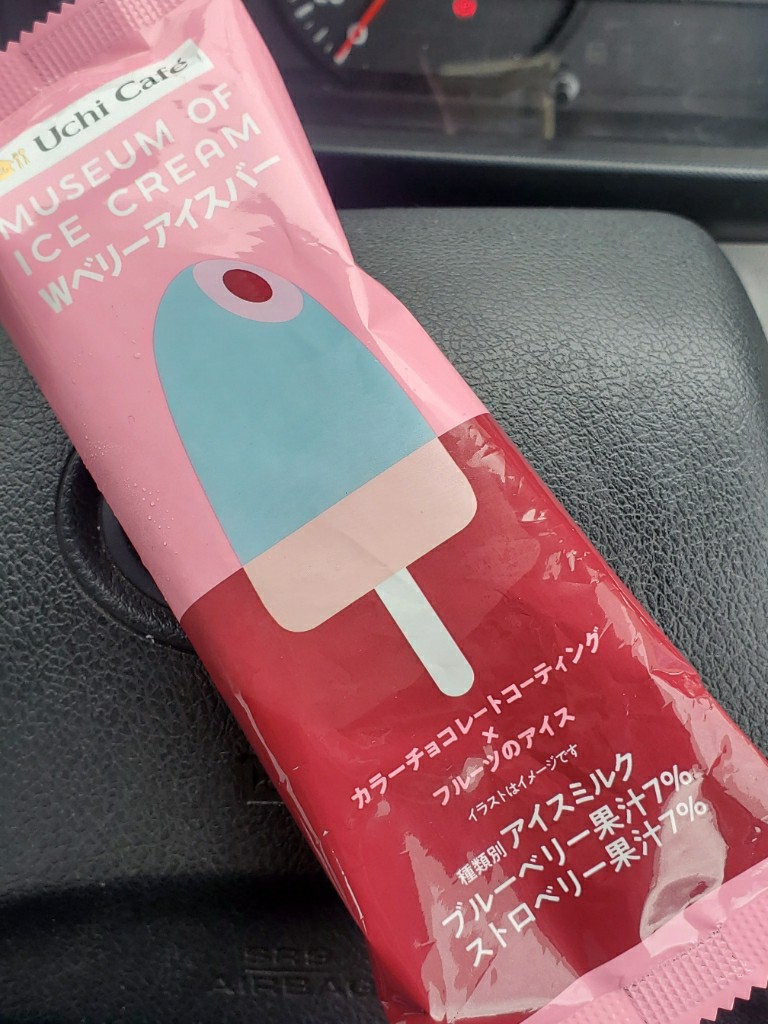 Uchi Café
MUSEUM OF
ICE CREAM
Wベリーアイスバー
カラーチョコレートコーティング
×
フルーツのアイス
イラストはイメージです
種類別 アイスミルク
ブルーベリー果汁7%
ストロベリー果汁7%
SRS
AIRBAG